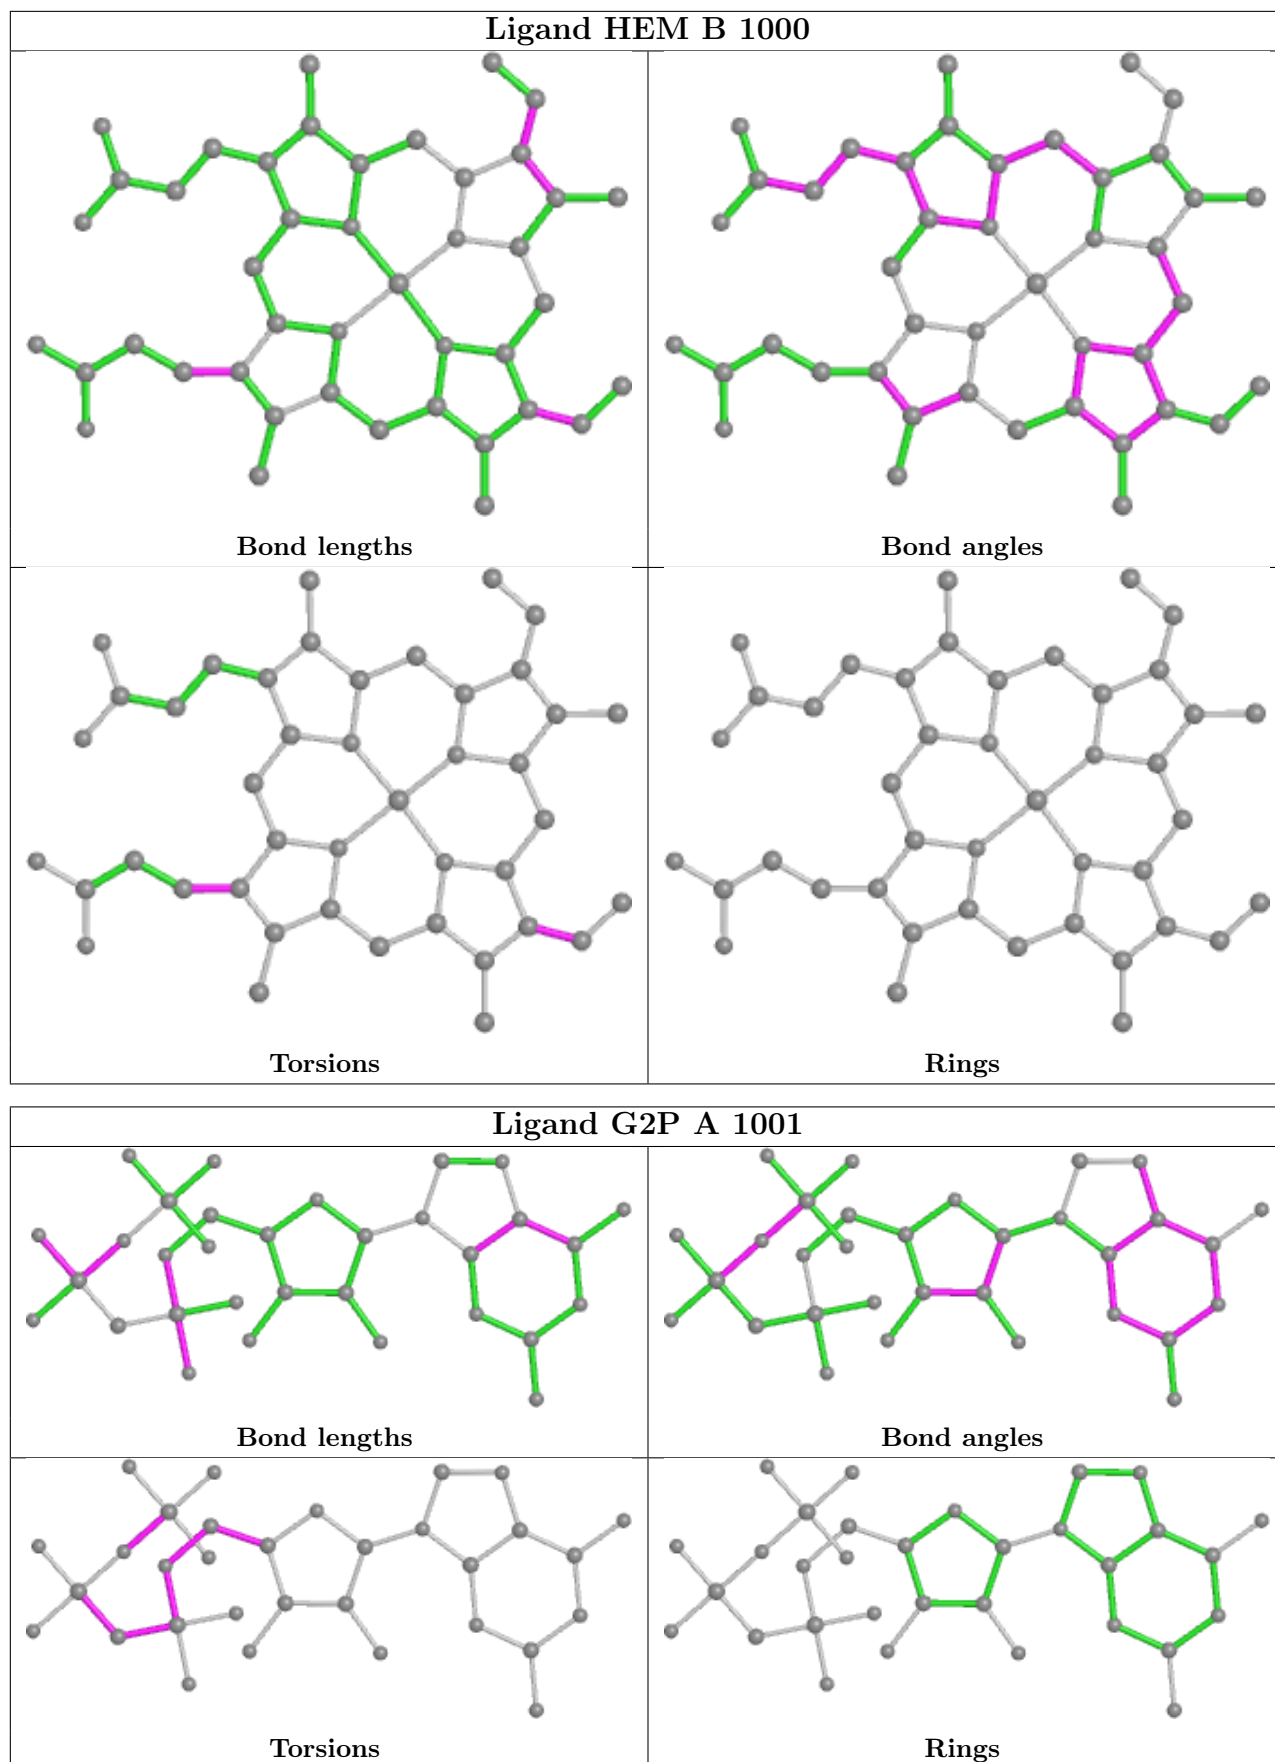 Ligand HEM B 1000
Bond lengths
Bond angles
Torsions
Rings
Ligand G2P A 1001
Bond lengths
Bond angles
Torsions
Rings